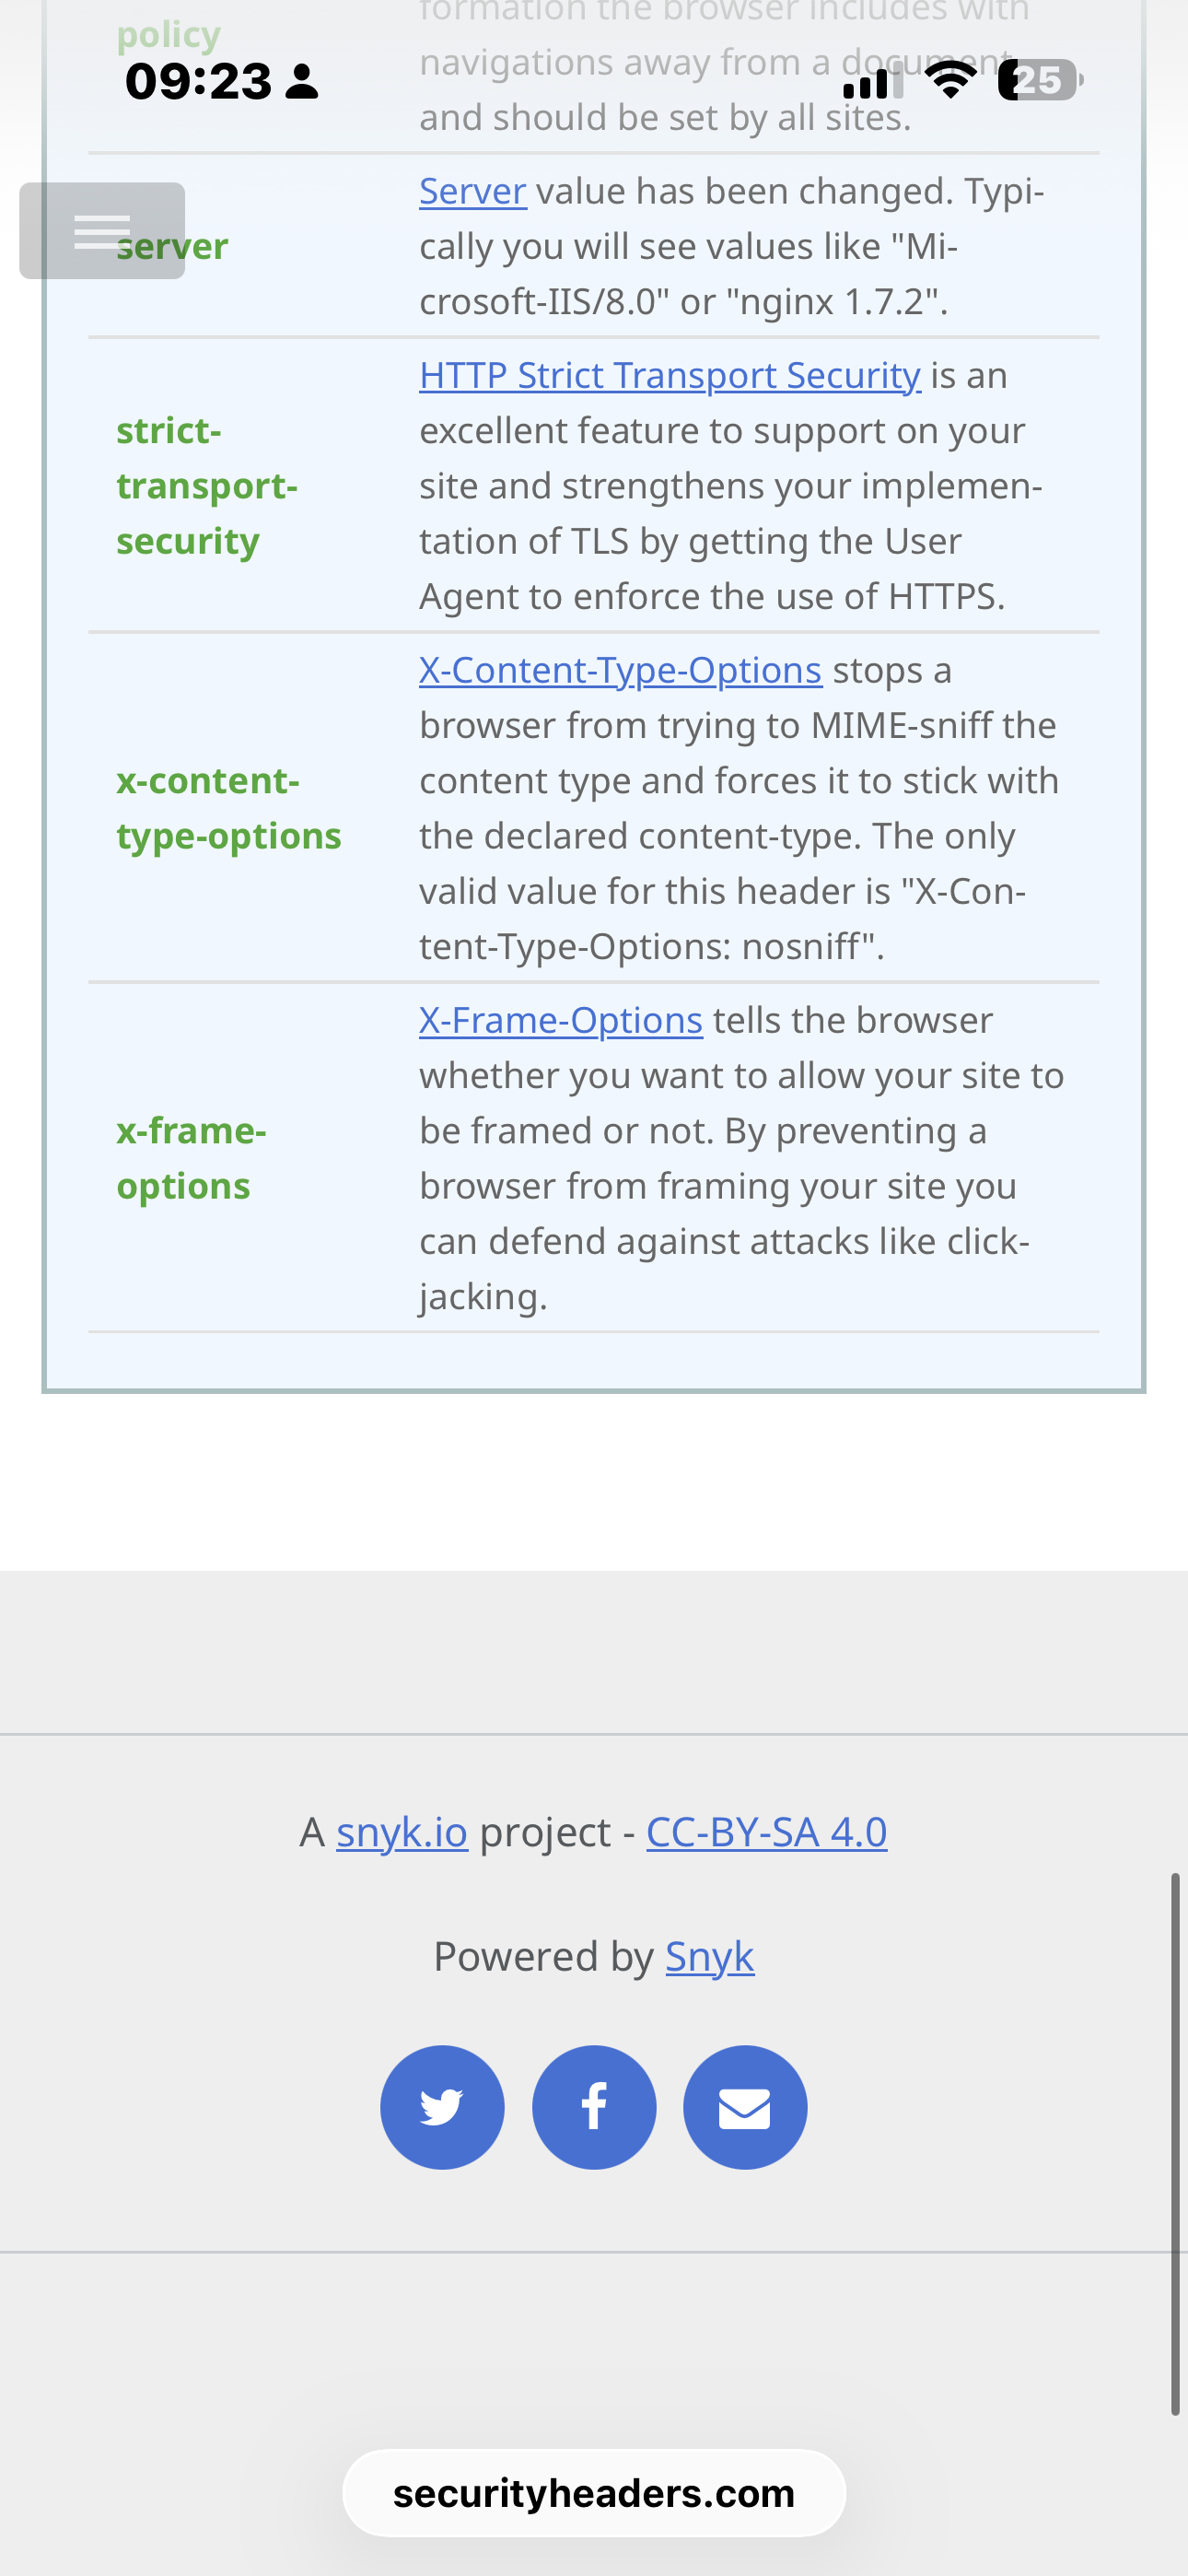 formation the browser includes with
policy
navigations away from a document
09:23
25
and should be set by all sites.
Server value has been changed. Typi-
server
cally you will see values like "Mi-
crosoft-IIS/8.0" or "nginx 1.7.2".
HTTP Strict Transport Security is an
strict-
excellent feature to support on your
transport-
site and strengthens your implemen-
security
tation of TLS by getting the User
Agent to enforce the use of HTTPS.
X-Content-Type-Options stops a
browser from trying to MIME-sniff the
x-content-
content type and forces it to stick with
type-options
the declared content-type. The only
valid value for this header is "X-Con-
tent-Type-Options: nosniff".
X-Frame-Options tells the browser
whether you want to allow your site to
x-frame-
be framed or not. By preventing a
options
browser from framing your site you
can defend against attacks like click-
jacking.
A snyk.io project - CC-BY-SA 4.0
Powered by Snyk
securityheaders.com